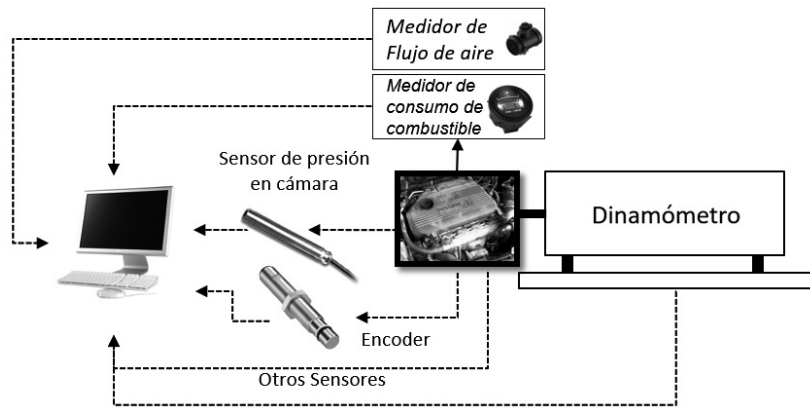 Medidor de
Flujo de aire
Medidor de
consumo de
combustible
Sensor de presión
en cámara
Dinamómetro
Encoder
Otros Sensores